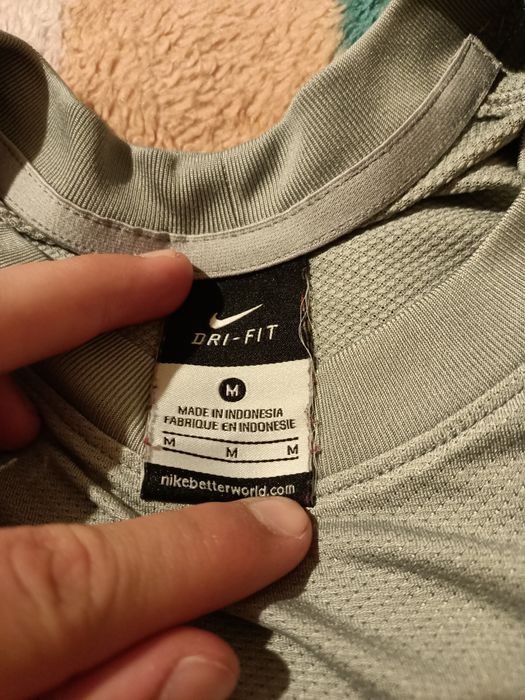 DRI-FIT
M
MADE IN INDONESIA
FABRIQUE EN INDONESIE
M M M
nikebetterworld.com